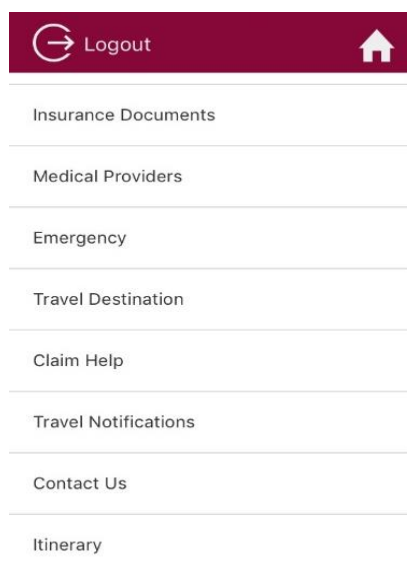 Logout
Insurance Documents
Medical Providers
Emergency
Travel Destination
Claim Help
Travel Notifications
Contact Us
Itinerary